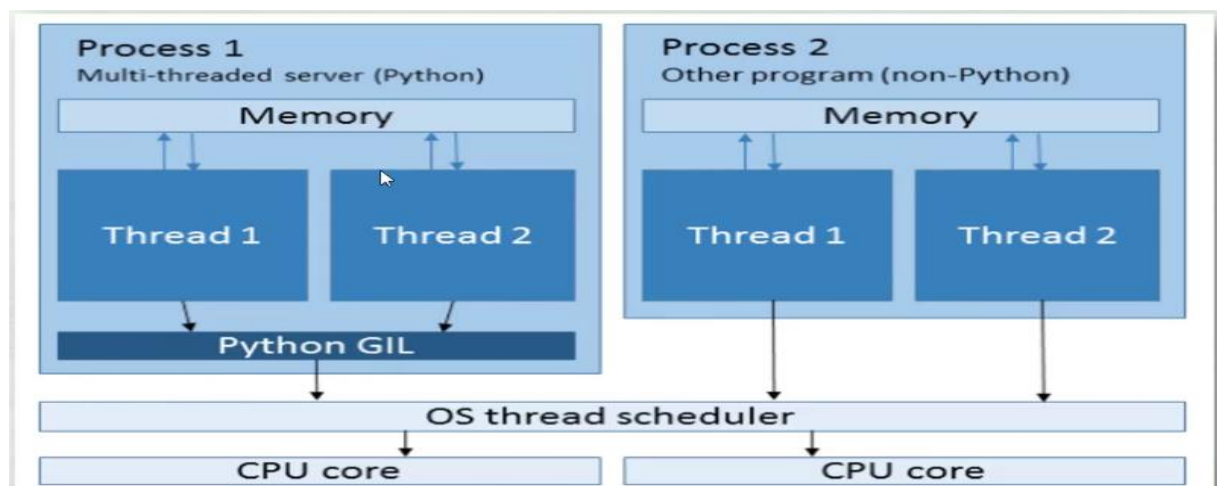 Process 1
Multi-threaded server (Python)
Memory
Thread 1
Thread 2
Python GIL
Process 2
Other program (non-Python)
Memory
Thread 1
Thread 2
OS thread scheduler
CPU core
CPU core